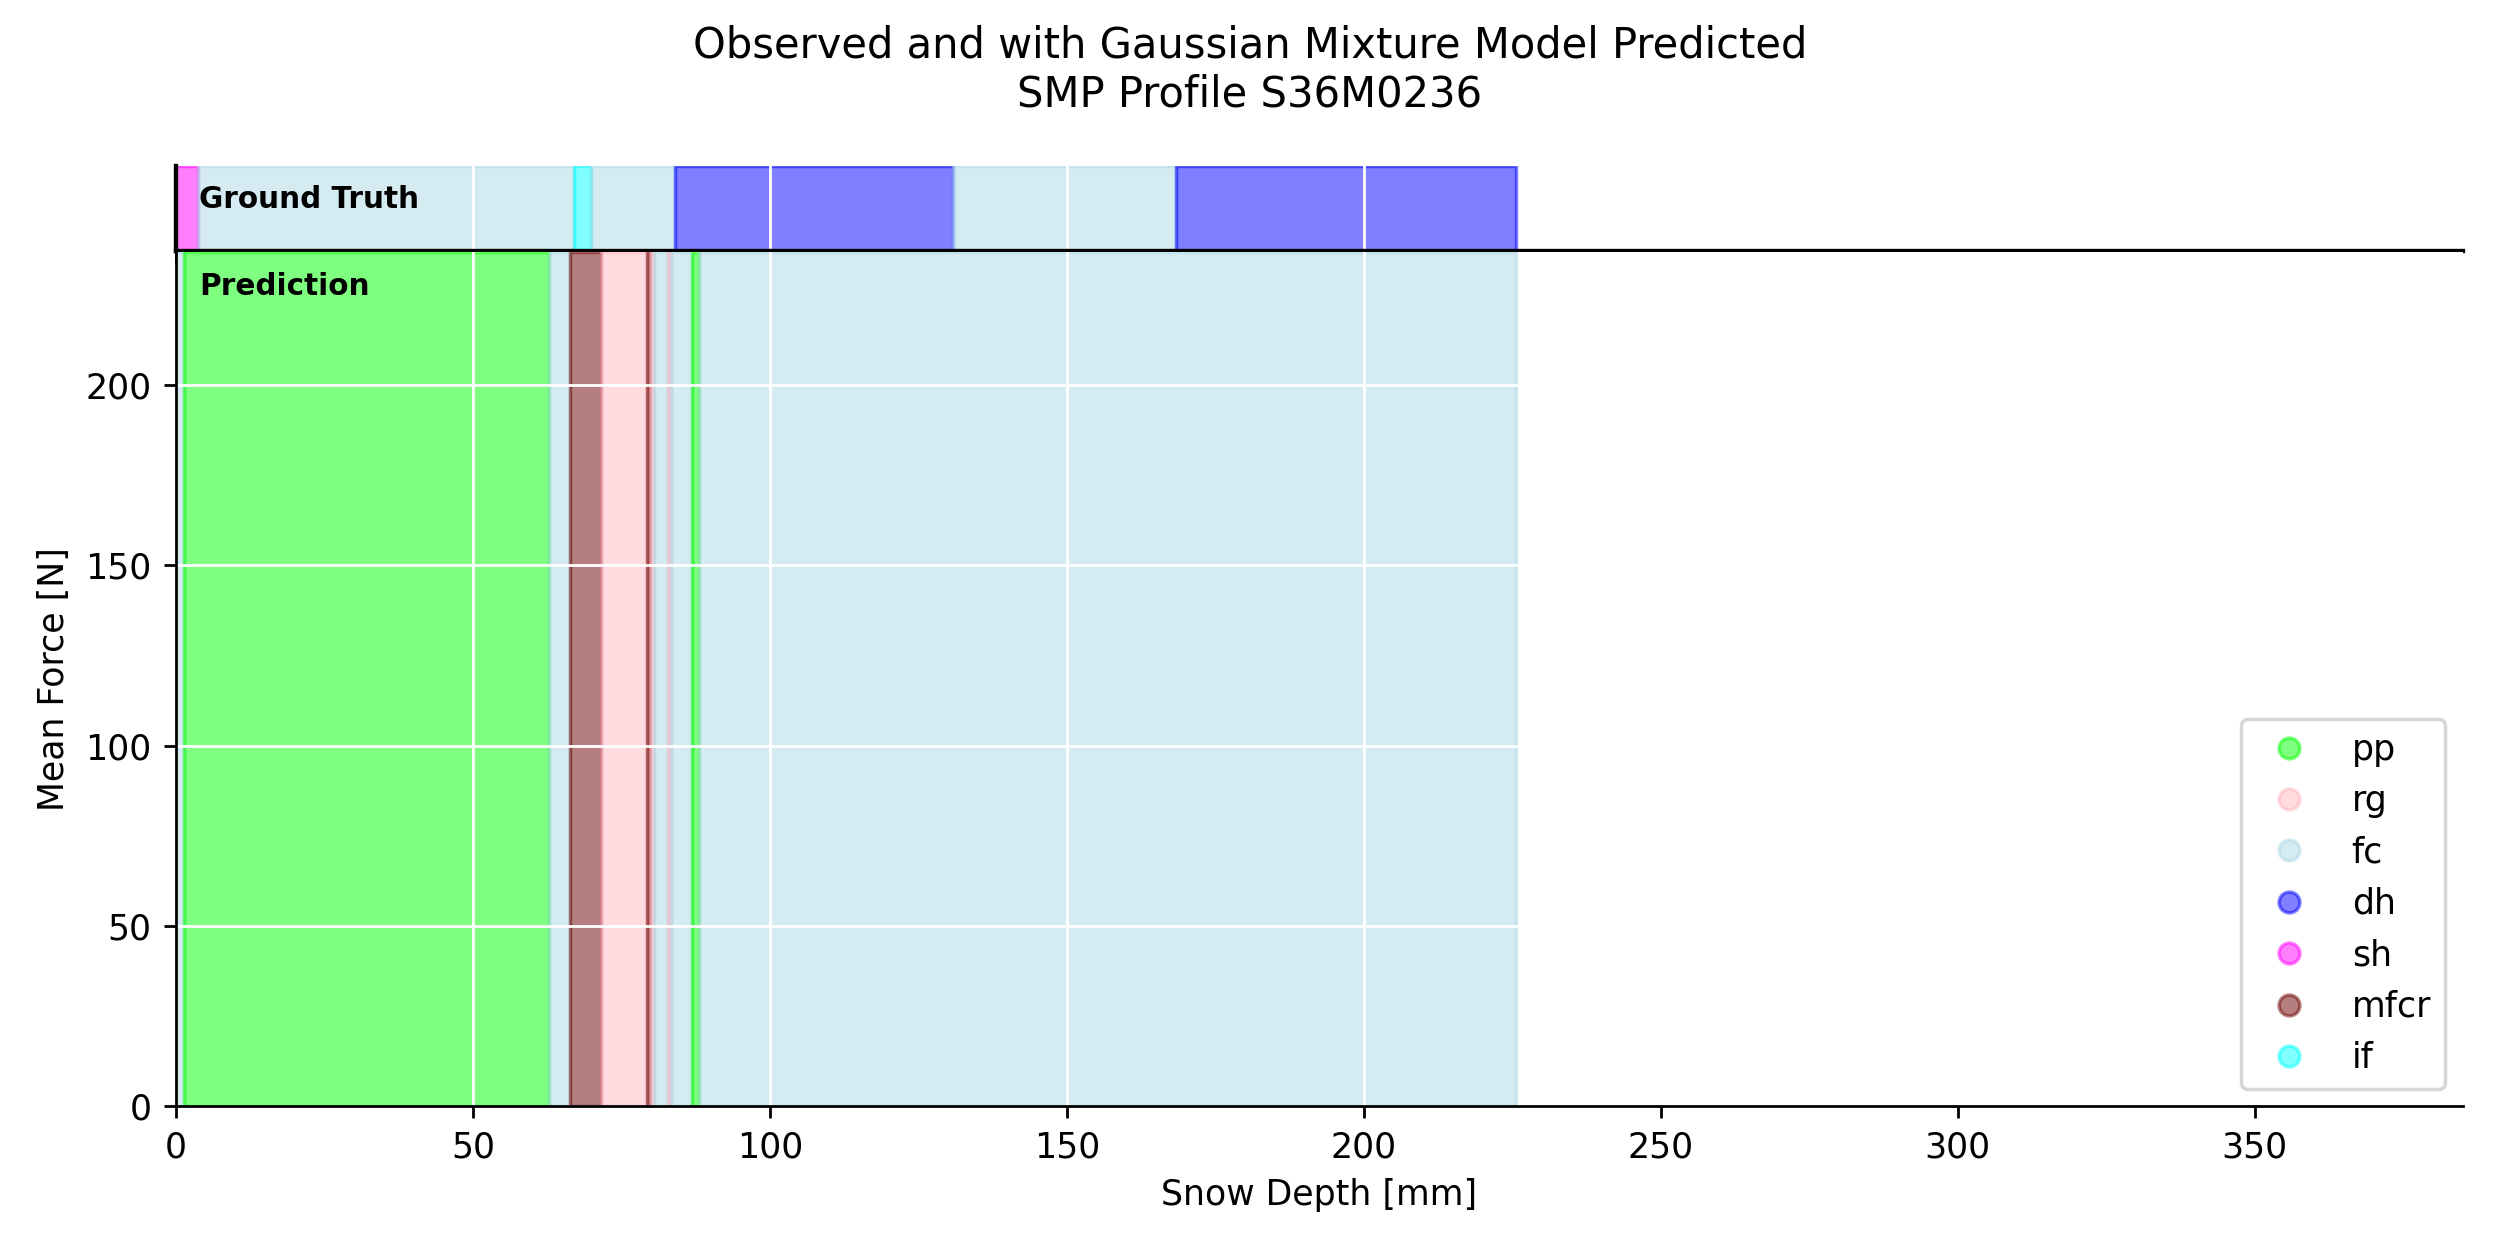 Observed and with Gaussian Mixture Model Predicted
SMP Profile S36M0236
Ground Truth
Prediction
200
150
100
50
0
Mean Force [N]
0 50 100 150 200 250 300 350
Snow Depth [mm]
pp
rg
fc
dh
sh
mfcr
if